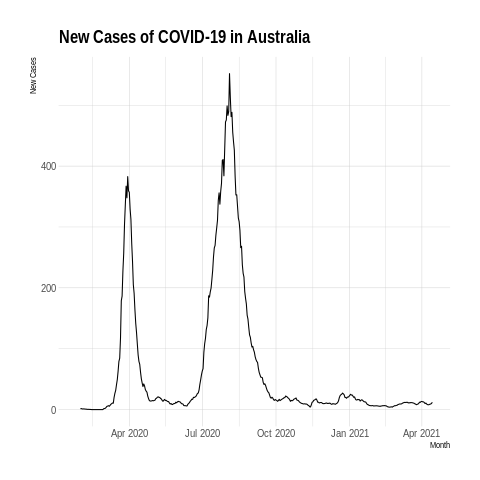 New Cases of COVID-19 in Australia
New Cases
400
200
0
Apr 2020 Jul 2020 Oct 2020 Jan 2021 Apr 2021
Month